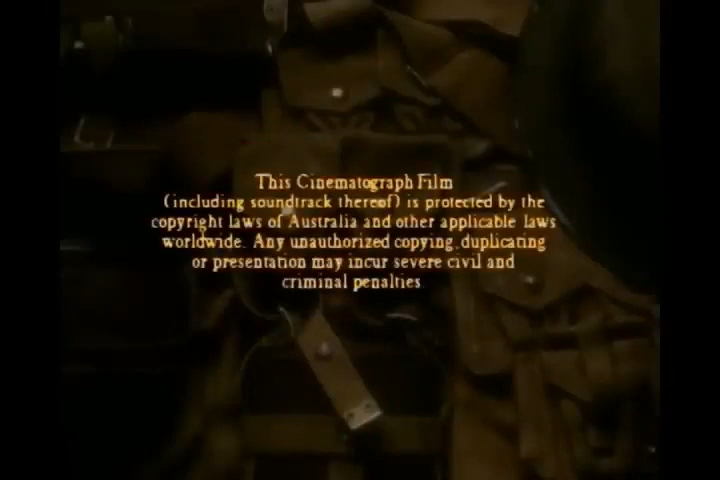 This Cinematograph Film
(including soundtrack thereof) is protected by the
copyright laws of Australia and other applicable laws
worldwide. Any unauthorized copying, duplicating
or presentation may incur severe civil and
criminal penalties.